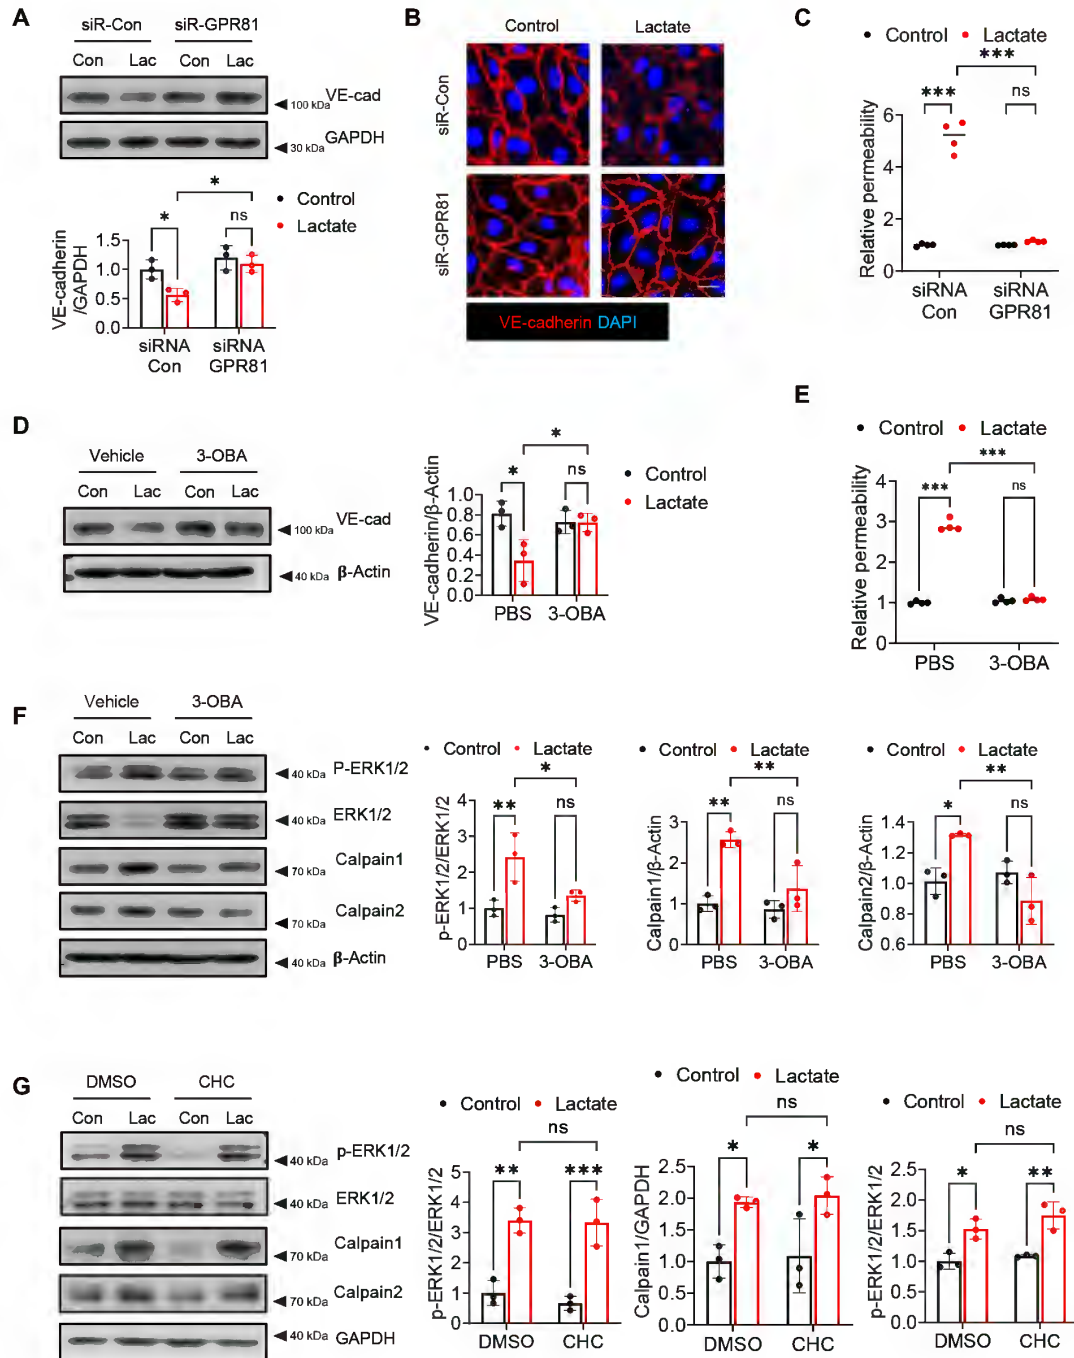 A
siR-Con siR-GPR81
Con Lac Con Lac
VE-cad
100 kDa
GAPDH
30 kDa
Control
Lactate
*
*
ns
VE-cadherin
/GAPDH
1.5
1.0
0.5
0.0
siRNA
Con
siRNA
GPR81
B
Control Lactate
siR-Con
siR-GPR81
VE-cadherin DAPI
C
Control Lactate
***
***
ns
Relative permeability
6
4
2
0
siRNA
Con
siRNA
GPR81
D
Vehicle 3-OBA
Con Lac Con Lac
VE-cad
100 kDa
β-Actin
40 kDa
*
*
ns
Control
Lactate
VE-cadherin/β-Actin
1.0
0.8
0.6
0.4
0.2
0.0
PBS 3-OBA
E
Control Lactate
***
***
ns
Relative permeability
4
3
2
1
0
PBS 3-OBA
F
Vehicle 3-OBA
Con Lac Con Lac
P-ERK1/2
40 kDa
ERK1/2
40 kDa
Calpain1
70 kDa
Calpain2
70 kDa
β-Actin
40 kDa
Control Lactate
*
**
ns
p-ERK1/2/ERK1/2
4
3
2
1
0
PBS 3-OBA
Control Lactate
**
**
ns
Calpain1/β-Actin
3
2
1
0
PBS 3-OBA
Control Lactate
**
*
ns
Calpain2/β-Actin
1.4
1.2
1.0
0.8
0.6
PBS 3-OBA
G
DMSO CHC
Con Lac Con Lac
p-ERK1/2
40 kDa
ERK1/2
40 kDa
Calpain1
70 kDa
Calpain2
70 kDa
GAPDH
40 kDa
Control Lactate
ns
**
***
p-ERK1/2/ERK1/2
5
4
3
2
1
0
DMSO CHC
Control Lactate
ns
*
*
Calpain1/GAPDH
2.5
2.0
1.5
1.0
0.5
0.0
DMSO CHC
Control Lactate
ns
*
**
p-ERK1/2/ERK1/2
2.5
2.0
1.5
1.0
0.5
0.0
DMSO CHC